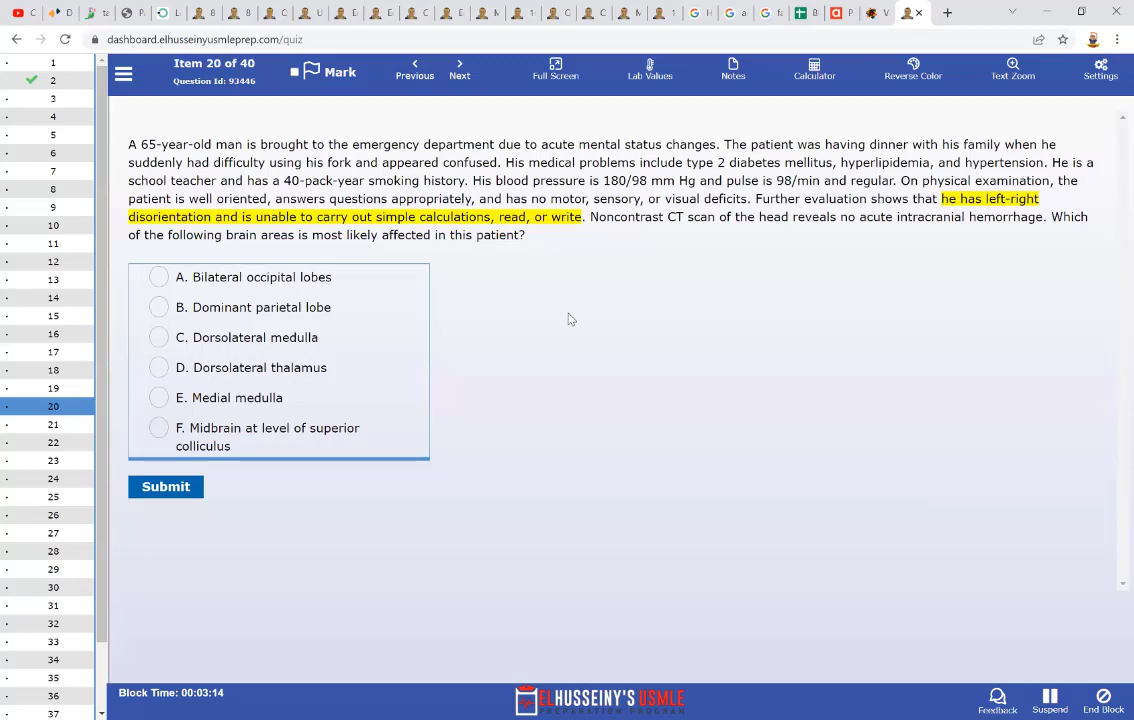 dashboard.elhusseinyusmleprep.com/quiz
Item 20 of 40
Question Id: 93446
Mark
Previous
Next
Full Screen
Lab Values
Notes
Calculator
Reverse Color
Text Zoom
Settings
1
2
3
4
5
6
7
8
9
10
11
12
13
14
15
16
17
18
19
20
21
22
23
24
25
26
27
28
29
30
31
32
33
34
35
36
37
A 65-year-old man is brought to the emergency department due to acute mental status changes. The patient was having dinner with his family when he
suddenly had difficulty using his fork and appeared confused. His medical problems include type 2 diabetes mellitus, hyperlipidemia, and hypertension. He is a
school teacher and has a 40-pack-year smoking history. His blood pressure is 180/98 mm Hg and pulse is 98/min and regular. On physical examination, the
patient is well oriented, answers questions appropriately, and has no motor, sensory, or visual deficits. Further evaluation shows that he has left-right
disorientation and is unable to carry out simple calculations, read, or write. Noncontrast CT scan of the head reveals no acute intracranial hemorrhage. Which
of the following brain areas is most likely affected in this patient?
A. Bilateral occipital lobes
B. Dominant parietal lobe
C. Dorsolateral medulla
D. Dorsolateral thalamus
E. Medial medulla
F. Midbrain at level of superior
colliculus
Submit
Block Time: 00:03:14
ELHUSSEINY'S USMLE
PREPARATION PROGRAM
Feedback
Suspend
End Block